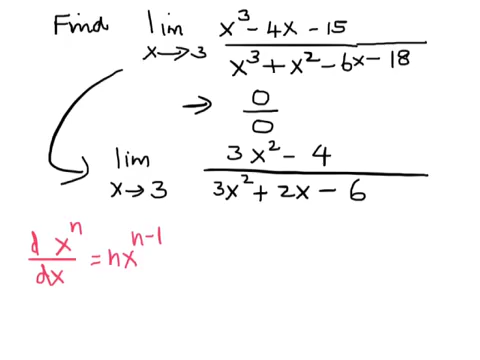 Find lim x→3 (x³ - 4x - 15)/(x³ + x² - 6x - 18)
→ 0/0
lim x→3 (3x² - 4)/(3x² + 2x - 6)
d xⁿ/dx = nxⁿ⁻¹